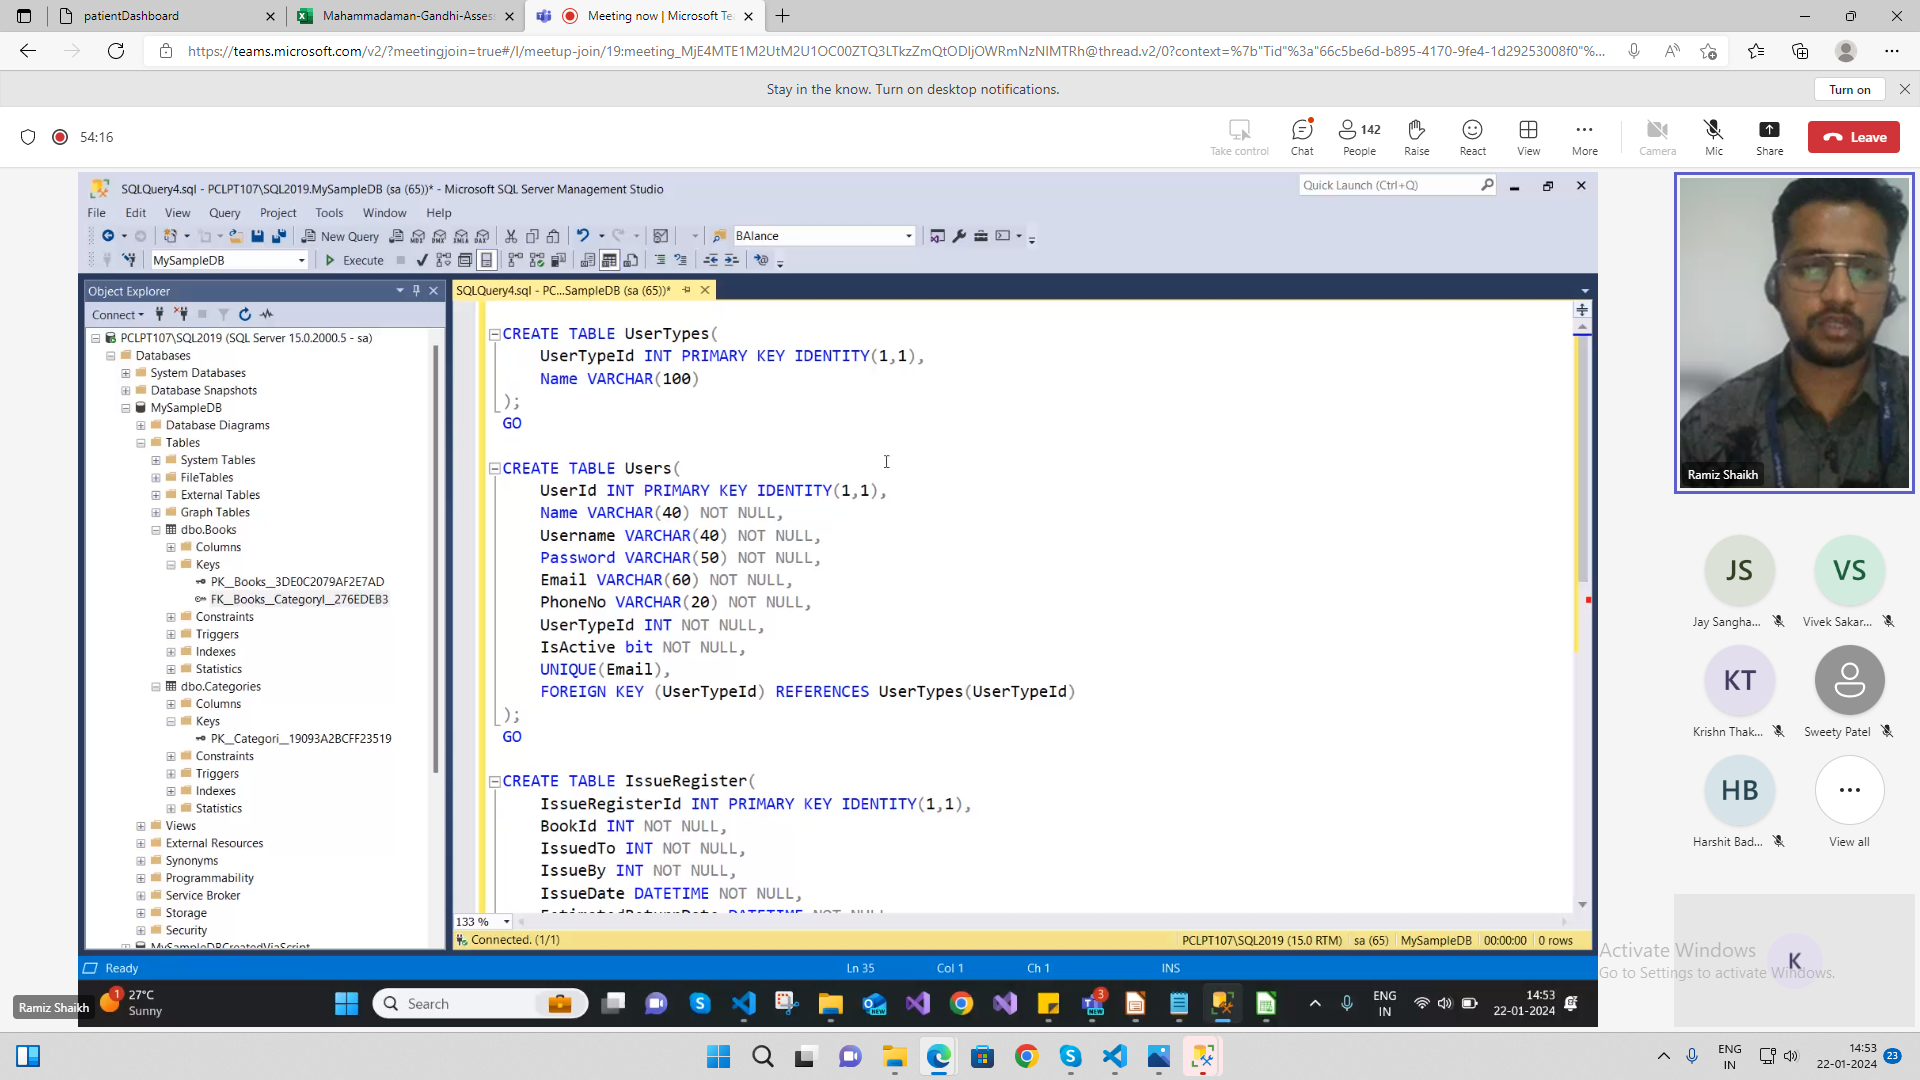 patientDashboard
Mahammadaman-Gandhi-Asses
Meeting now | Microsoft Te
https://teams.microsoft.com/v2/?meetingjoin=true#/l/meetup-join/19:meeting_MjE4MTE1M2UtM2U1OC00ZTQ3LTkzZmQtODljOWRmNzNlMTRh@thread.v2/0?context=%7b"Tid"%3a"66c5be6d-b895-4170-9fe4-1d29253008f0"%...
Stay in the know. Turn on desktop notifications.
Turn on
54:16
Take control
Chat
142
People
Raise
React
View
More
Camera
Mic
Share
Leave
SQLQuery4.sql - PCLPT107\SQL2019.MySampleDB (sa (65))* - Microsoft SQL Server Management Studio
Quick Launch (Ctrl+Q)
File Edit View Query Project Tools Window Help
New Query
BAlance
MySampleDB
Execute
Object Explorer
Connect
PCLPT107\SQL2019 (SQL Server 15.0.2000.5 - sa)
Databases
System Databases
Database Snapshots
MySampleDB
Database Diagrams
Tables
System Tables
FileTables
External Tables
Graph Tables
dbo.Books
Columns
Keys
PK__Books__3DE0C2079AF2E7AD
FK__Books__CategoryI__276EDEB3
Constraints
Triggers
Indexes
Statistics
dbo.Categories
Columns
Keys
PK__Categori__19093A2BCFF23519
Constraints
Triggers
Indexes
Statistics
Views
External Resources
Synonyms
Programmability
Service Broker
Storage
Security
MySampleDBCreatedViaScript
SQLQuery4.sql - PC...SampleDB (sa (65))*
CREATE TABLE UserTypes(
UserTypeId INT PRIMARY KEY IDENTITY(1,1),
Name VARCHAR(100)
);
GO
CREATE TABLE Users(
UserId INT PRIMARY KEY IDENTITY(1,1),
Name VARCHAR(40) NOT NULL,
Username VARCHAR(40) NOT NULL,
Password VARCHAR(50) NOT NULL,
Email VARCHAR(60) NOT NULL,
PhoneNo VARCHAR(20) NOT NULL,
UserTypeId INT NOT NULL,
IsActive bit NOT NULL,
UNIQUE(Email),
FOREIGN KEY (UserTypeId) REFERENCES UserTypes(UserTypeId)
);
GO
CREATE TABLE IssueRegister(
IssueRegisterId INT PRIMARY KEY IDENTITY(1,1),
BookId INT NOT NULL,
IssuedTo INT NOT NULL,
IssueBy INT NOT NULL,
IssueDate DATETIME NOT NULL,
EstimatedReturnDate DATETIME NOT NULL
133 %
Connected. (1/1)
PCLPT107\SQL2019 (15.0 RTM) sa (65) MySampleDB 00:00:00 0 rows
Ready
Ln 35 Col 1 Ch 1 INS
Ramiz Shaikh
1
27°C
Sunny
Search
NEW
3
NEW
ENG
IN
14:53
22-01-2024
Ramiz Shaikh
JS
Jay Sangha...
VS
Vivek Sakar...
KT
Krishn Thak...
Sweety Patel
HB
Harshit Bad...
View all
K
Activate Windows
Go to Settings to activate Windows.
ENG
IN
14:53
22-01-2024
23